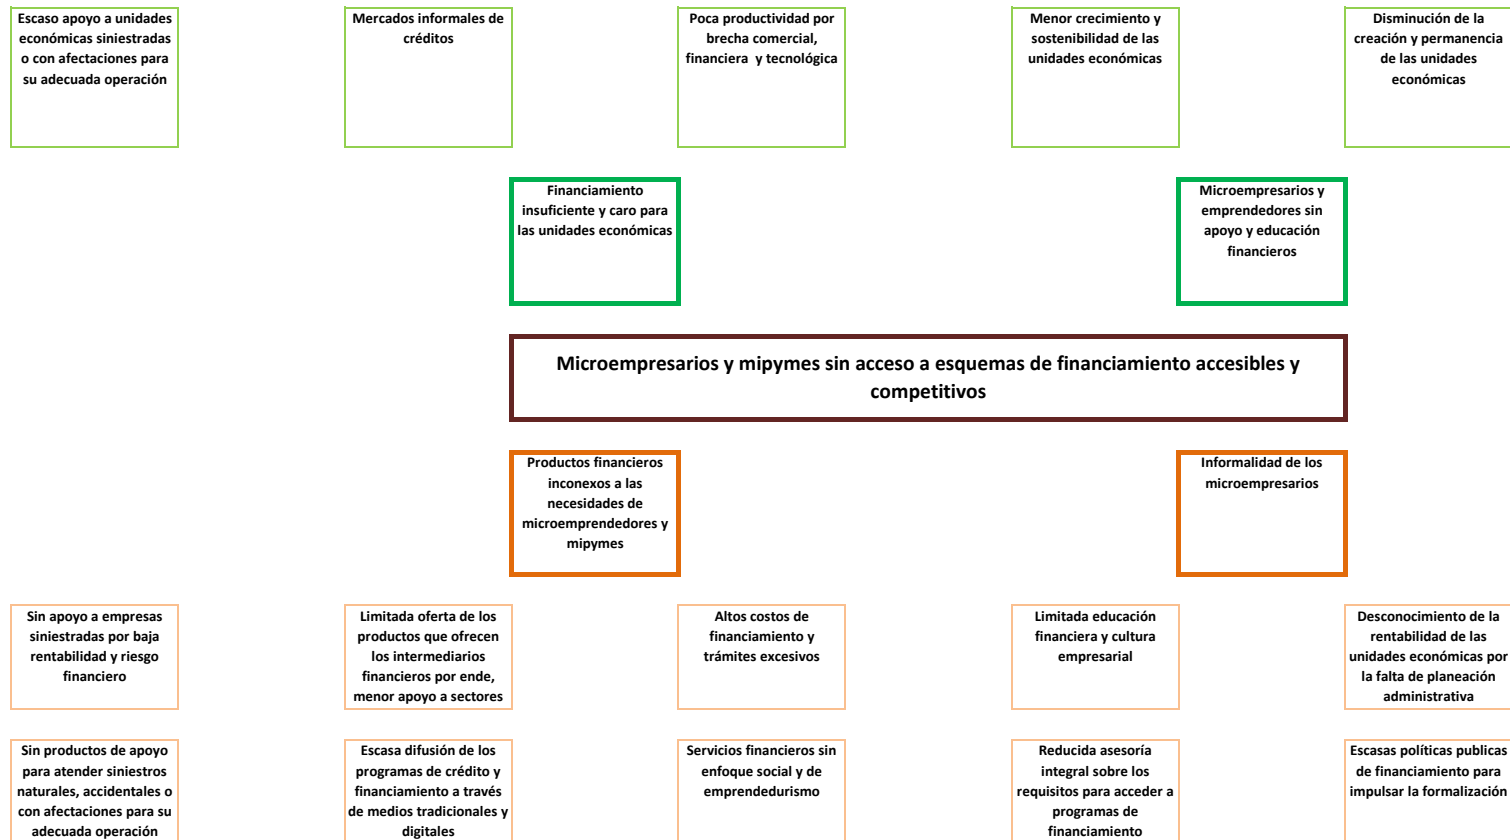 Escaso apoyo a unidades
económicas siniestradas
o con afectaciones para
su adecuada operación
Mercados informales de
créditos
Poca productividad por
brecha comercial,
financiera y tecnológica
Menor crecimiento y
sostenibilidad de las
unidades económicas
Disminución de la
creación y permanencia
de las unidades
económicas
Financiamiento
insuficiente y caro para
las unidades económicas
Microempresarios y
emprendedores sin
apoyo y educación
financieros
Microempresarios y mipymes sin acceso a esquemas de financiamiento accesibles y
competitivos
Productos financieros
inconexos a las
necesidades de
microemprendedores y
mipymes
Informalidad de los
microempresarios
Sin apoyo a empresas
siniestradas por baja
rentabilidad y riesgo
financiero
Limitada oferta de los
productos que ofrecen
los intermediarios
financieros por ende,
menor apoyo a sectores
Altos costos de
financiamiento y
trámites excesivos
Limitada educación
financiera y cultura
empresarial
Desconocimiento de la
rentabilidad de las
unidades económicas por
la falta de planeación
administrativa
Sin productos de apoyo
para atender siniestros
naturales, accidentales o
con afectaciones para su
adecuada operación
Escasa difusión de los
programas de crédito y
financiamiento a través
de medios tradicionales y
digitales
Servicios financieros sin
enfoque social y de
emprendedurismo
Reducida asesoría
integral sobre los
requisitos para acceder a
programas de
financiamiento
Escasas políticas publicas
de financiamiento para
impulsar la formalización